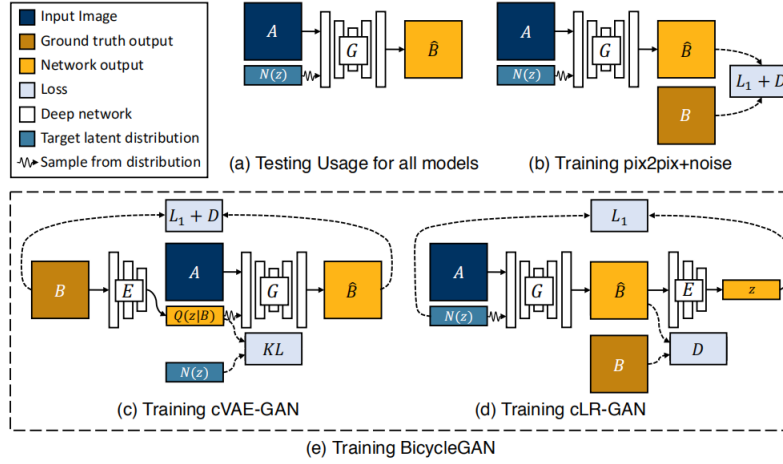 Input Image
Ground truth output
Network output
Loss
Deep network
Target latent distribution
Sample from distribution
A
N(z)
G
B̂
(a) Testing Usage for all models
A
N(z)
G
B̂
B
L₁ + D
(b) Training pix2pix+noise
L₁ + D
B
E
A
Q(z|B)
G
B̂
N(z)
KL
(c) Training cVAE-GAN
L₁
A
N(z)
G
B̂
E
z
B
D
(d) Training cLR-GAN
(e) Training BicycleGAN